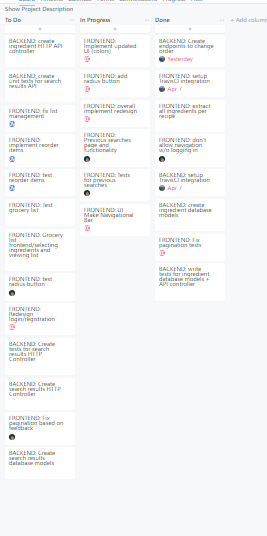 Show Project Description
To Do
BACKEND: create
ingredient HTTP API
controller
BACKEND: create
unit tests for search
results API
FRONTEND: fix list
management
FRONTEND:
implement reorder
items
FRONTEND: test
reorder items
FRONTEND: Test
grocery list
FRONTEND: Grocery
list
frontend/selecting
ingredients and
viewing list
FRONTEND: test
radius button
FRONTEND:
Redesign
login/registration
BACKEND: Create
tests for search
results HTTP
Controller
BACKEND: Create
search results HTTP
Controller
FRONTEND: Fix
pagination based on
feedback
BACKEND: Create
search results
database models
In Progress
FRONTEND:
Implement updated
UI (colors)
FRONTEND: add
radius button
FRONTEND: overall
implement redesign
FRONTEND:
Previous searches
page and
functionality
FRONTEND: Tests
for previous
searches
FRONTEND: UI
Make Navigational
Bar
Done
BACKEND: Create
endpoints to change
order
Yesterday
FRONTEND: setup
TravisCI integration
Apr 7
FRONTEND: extract
all ingredients per
recipe
FRONTEND: don't
allow navigation
w/o logging in
BACKEND: setup
TravisCI integration
Apr 7
BACKEND: create
ingredient database
models
FRONTEND: Fix
pagination tests
BACKEND: write
tests for ingredient
database models +
API controller
+ Add column